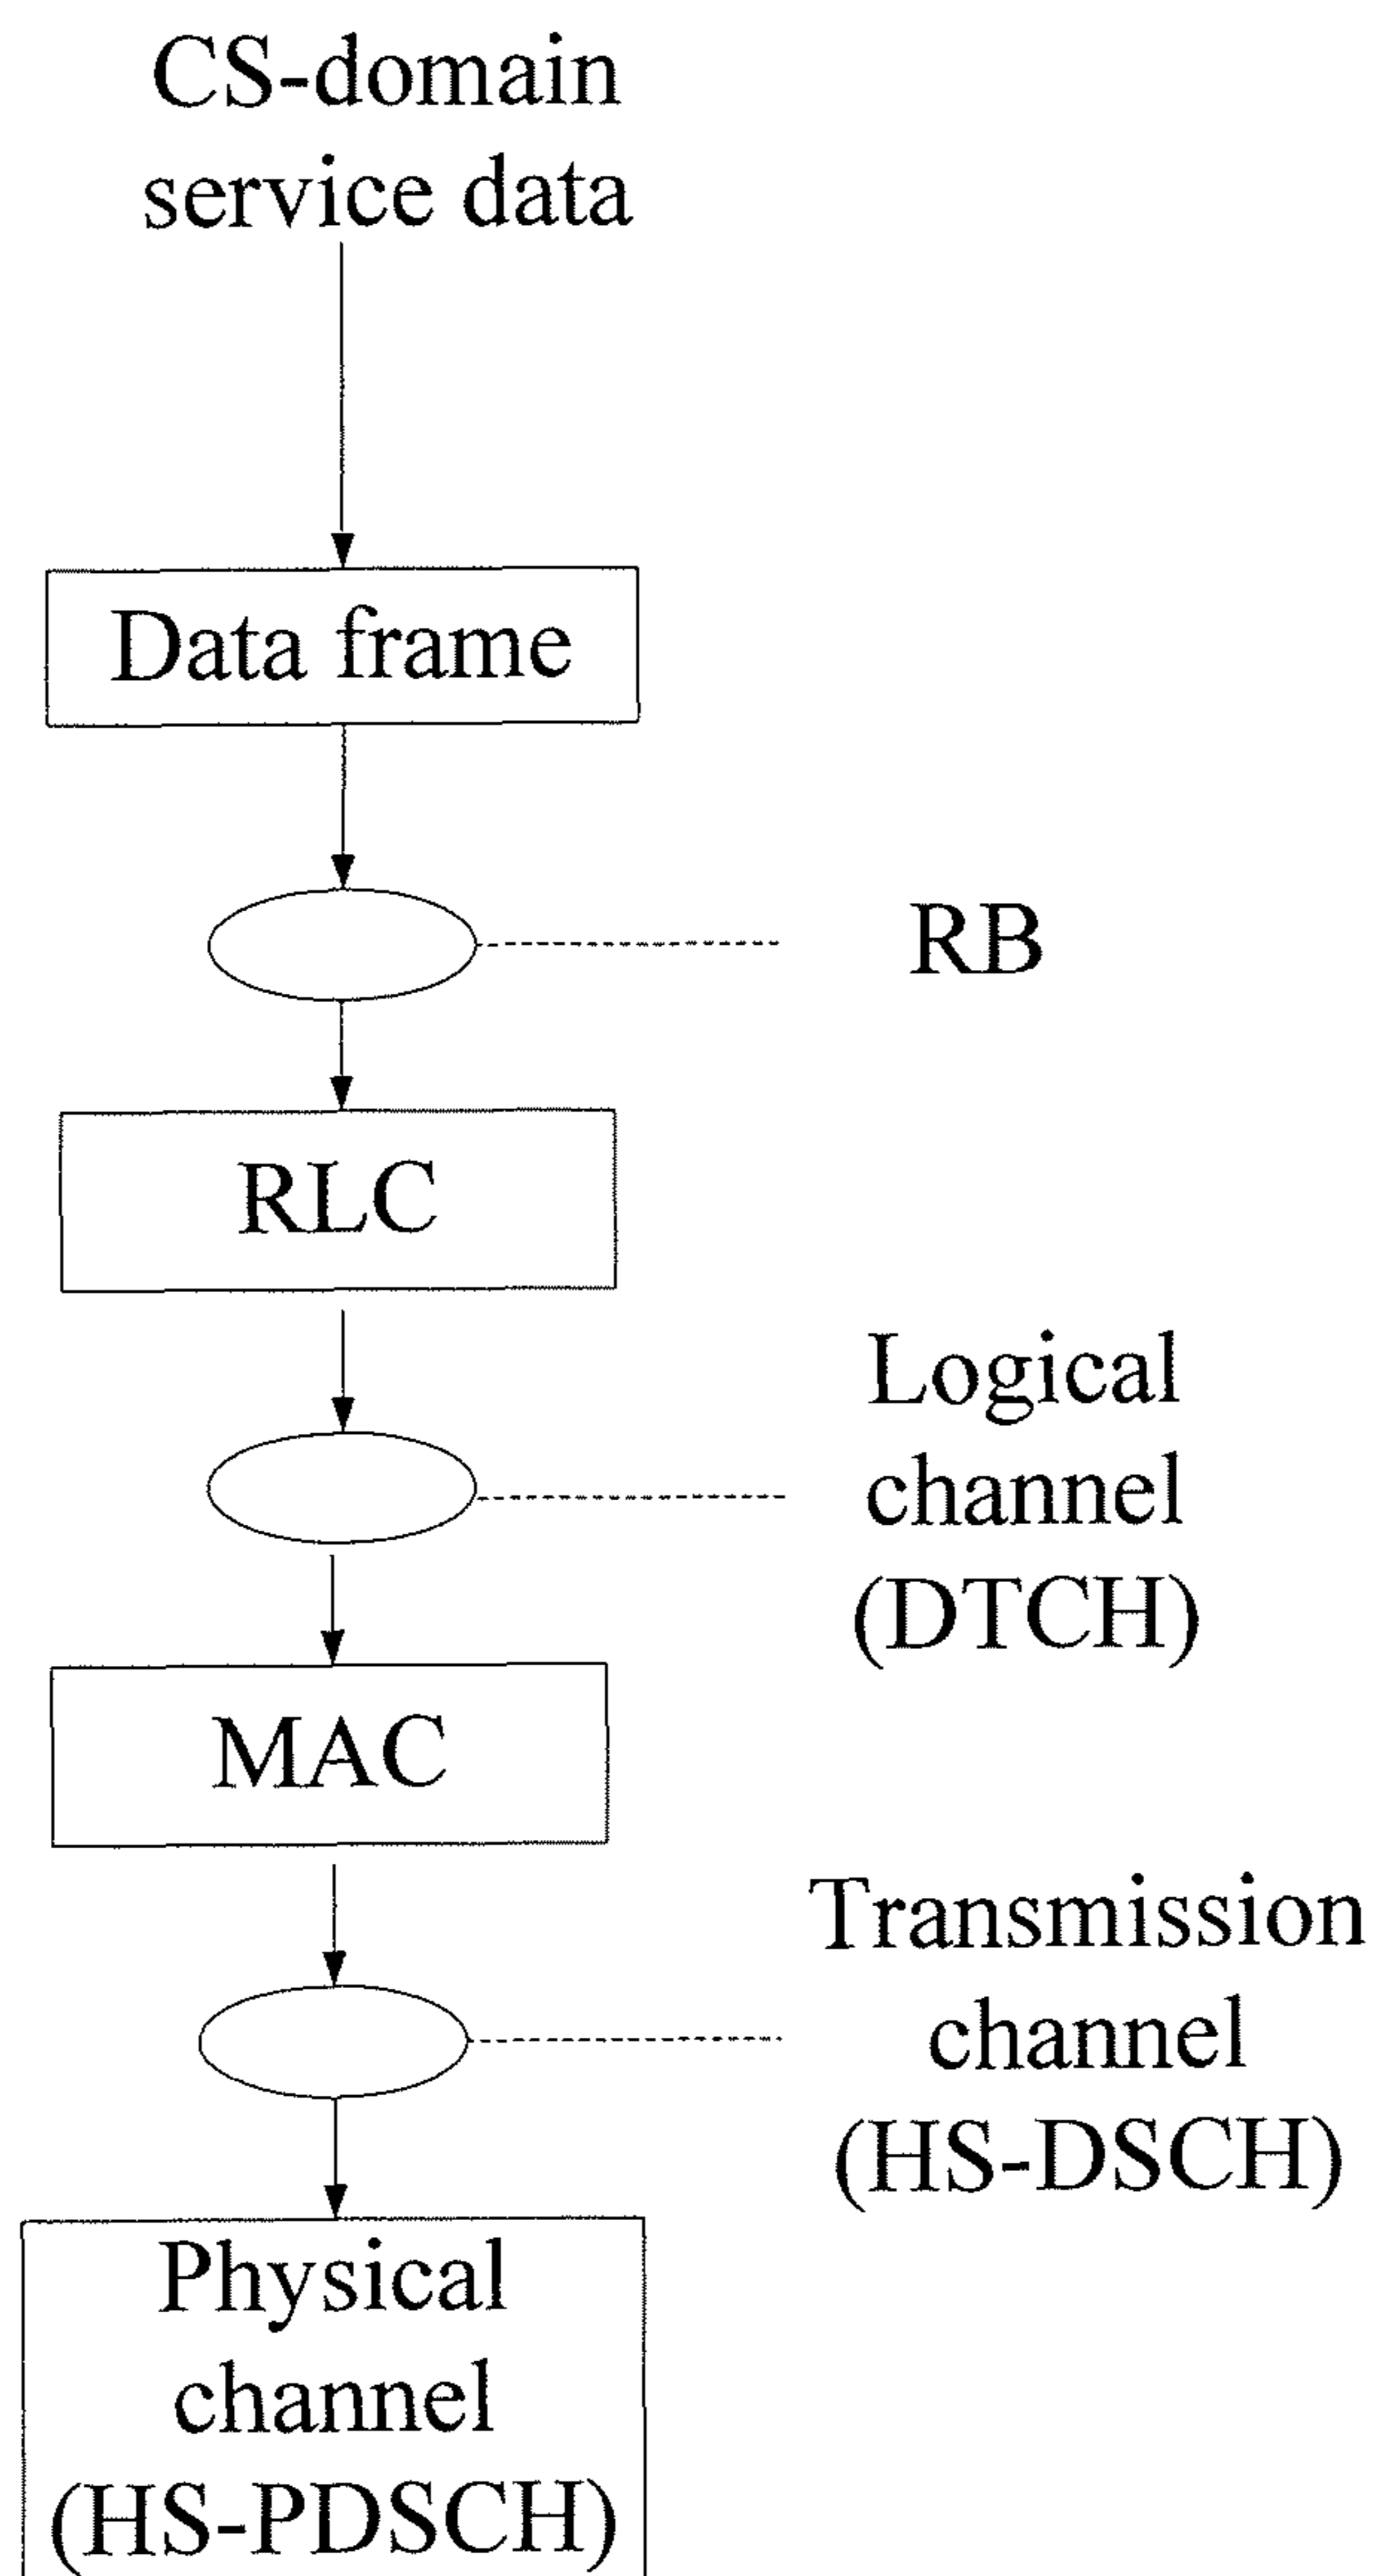 CS-domain
service data
Data frame
RB
RLC
Logical
channel
(DTCH)
MAC
Transmission
channel
(HS-DSCH)
Physical
channel
(HS-PDSCH)